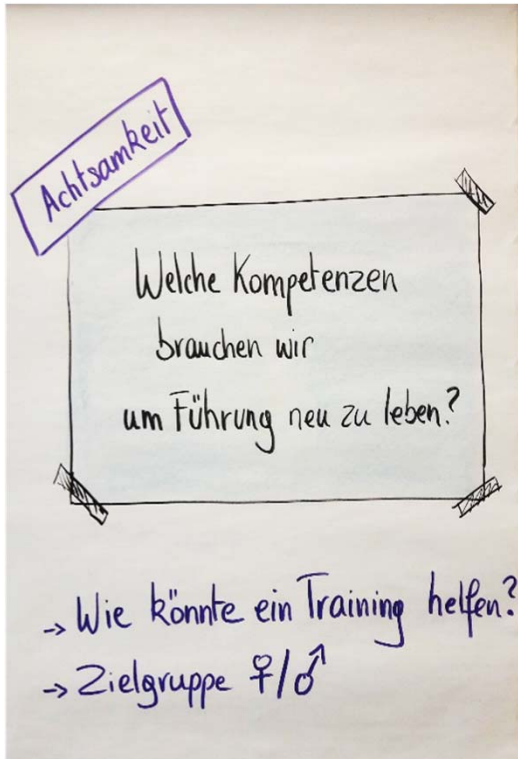 Achtsamkeit
Welche Kompetenzen
brauchen wir
um Führung neu zu leben?
-> Wie könnte ein Training helfen?
-> Zielgruppe ♀/♂